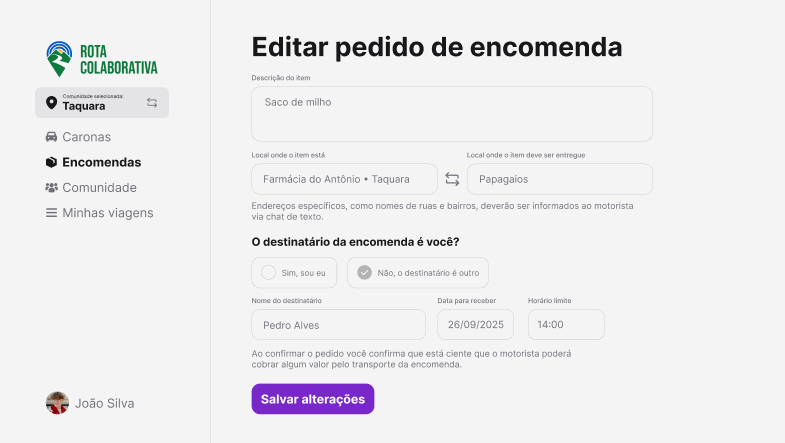 ROTA
COLABORATIVA
Comunidade selecionada:
Taquara
Caronas
Encomendas
Comunidade
Minhas viagens
João Silva
Editar pedido de encomenda
Descrição do item
Saco de milho
Local onde o item está
Local onde o item deve ser entregue
Farmácia do Antônio • Taquara
Papagaios
Endereços específicos, como nomes de ruas e bairros, deverão ser informados ao motorista
via chat de texto.
O destinatário da encomenda é você?
Sim, sou eu
Não, o destinatário é outro
Nome do destinatário
Data para receber
Horário limite
Pedro Alves
26/09/2025
14:00
Ao confirmar o pedido você confirma que está ciente que o motorista poderá
cobrar algum valor pelo transporte da encomenda.
Salvar alterações